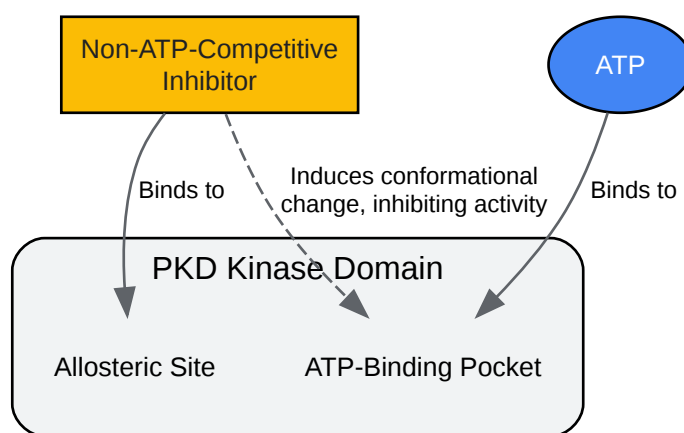 Non-ATP-Competitive
Inhibitor
ATP
Binds to
Induces conformational
change, inhibiting activity
Binds to
PKD Kinase Domain
Allosteric Site
ATP-Binding Pocket